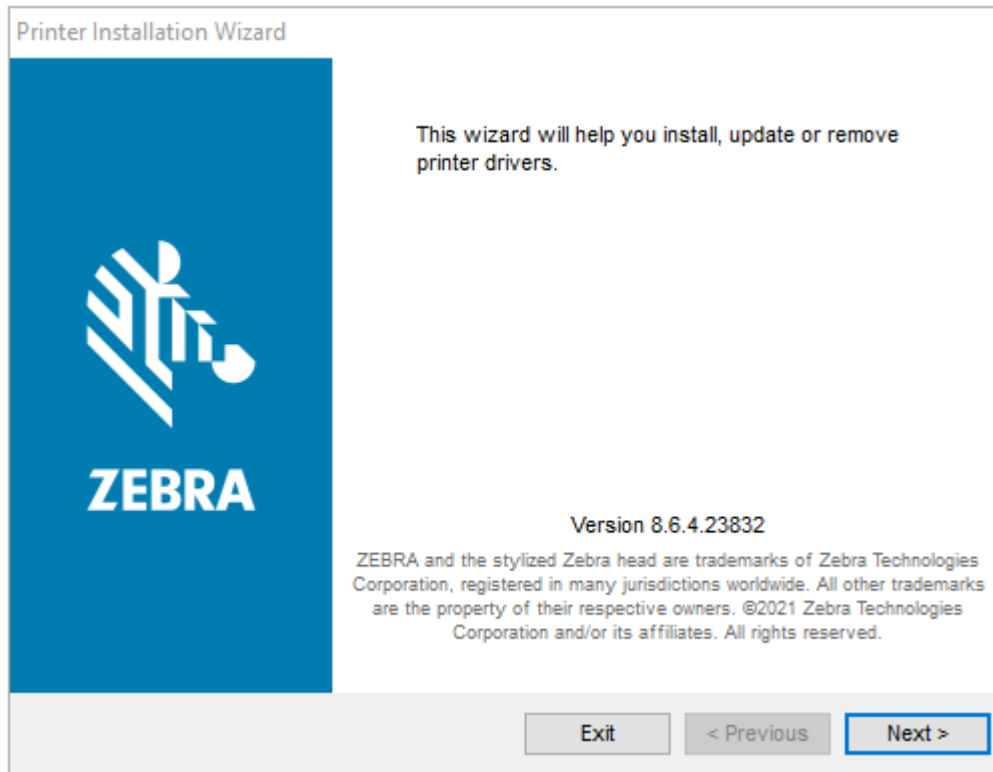 Printer Installation Wizard
This wizard will help you install, update or remove
printer drivers.
ZEBRA
Version 8.6.4.23832
ZEBRA and the stylized Zebra head are trademarks of Zebra Technologies
Corporation, registered in many jurisdictions worldwide. All other trademarks
are the property of their respective owners. ©2021 Zebra Technologies
Corporation and/or its affiliates. All rights reserved.
Exit
< Previous
Next >